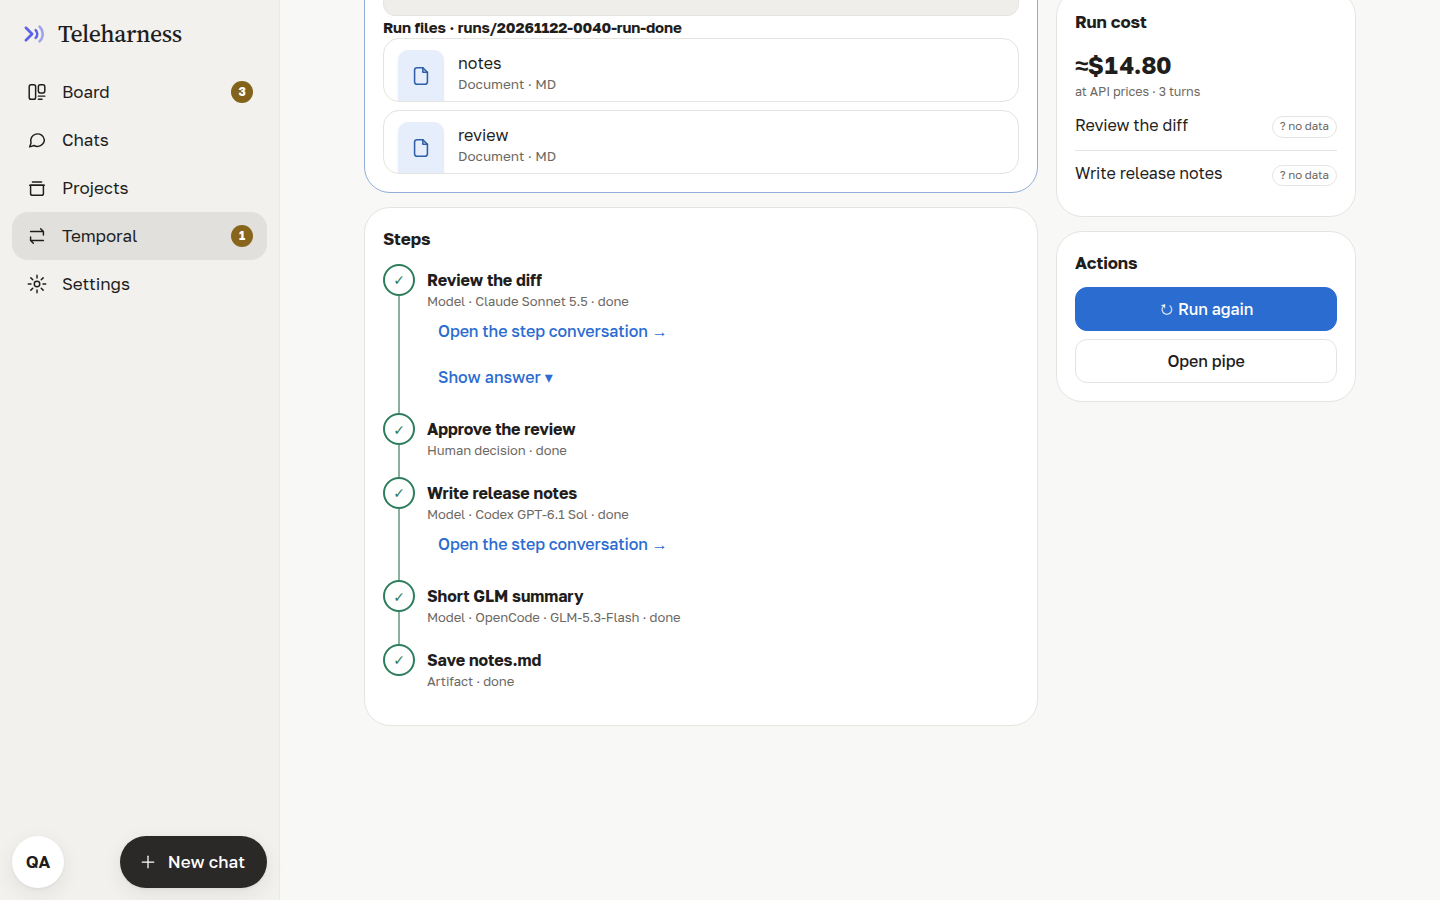 Teleharness
Board 3
Chats
Projects
Temporal 1
Settings
QA
+ New chat
Run files · runs/20261122-0040-run-done
notes
Document · MD
review
Document · MD
Steps
✓ Review the diff
Model · Claude Sonnet 5.5 · done
Open the step conversation →
Show answer ▾
✓ Approve the review
Human decision · done
✓ Write release notes
Model · Codex GPT-6.1 Sol · done
Open the step conversation →
✓ Short GLM summary
Model · OpenCode · GLM-5.3-Flash · done
✓ Save notes.md
Artifact · done
Run cost
≈$14.80
at API prices · 3 turns
Review the diff ? no data
Write release notes ? no data
Actions
↻ Run again
Open pipe